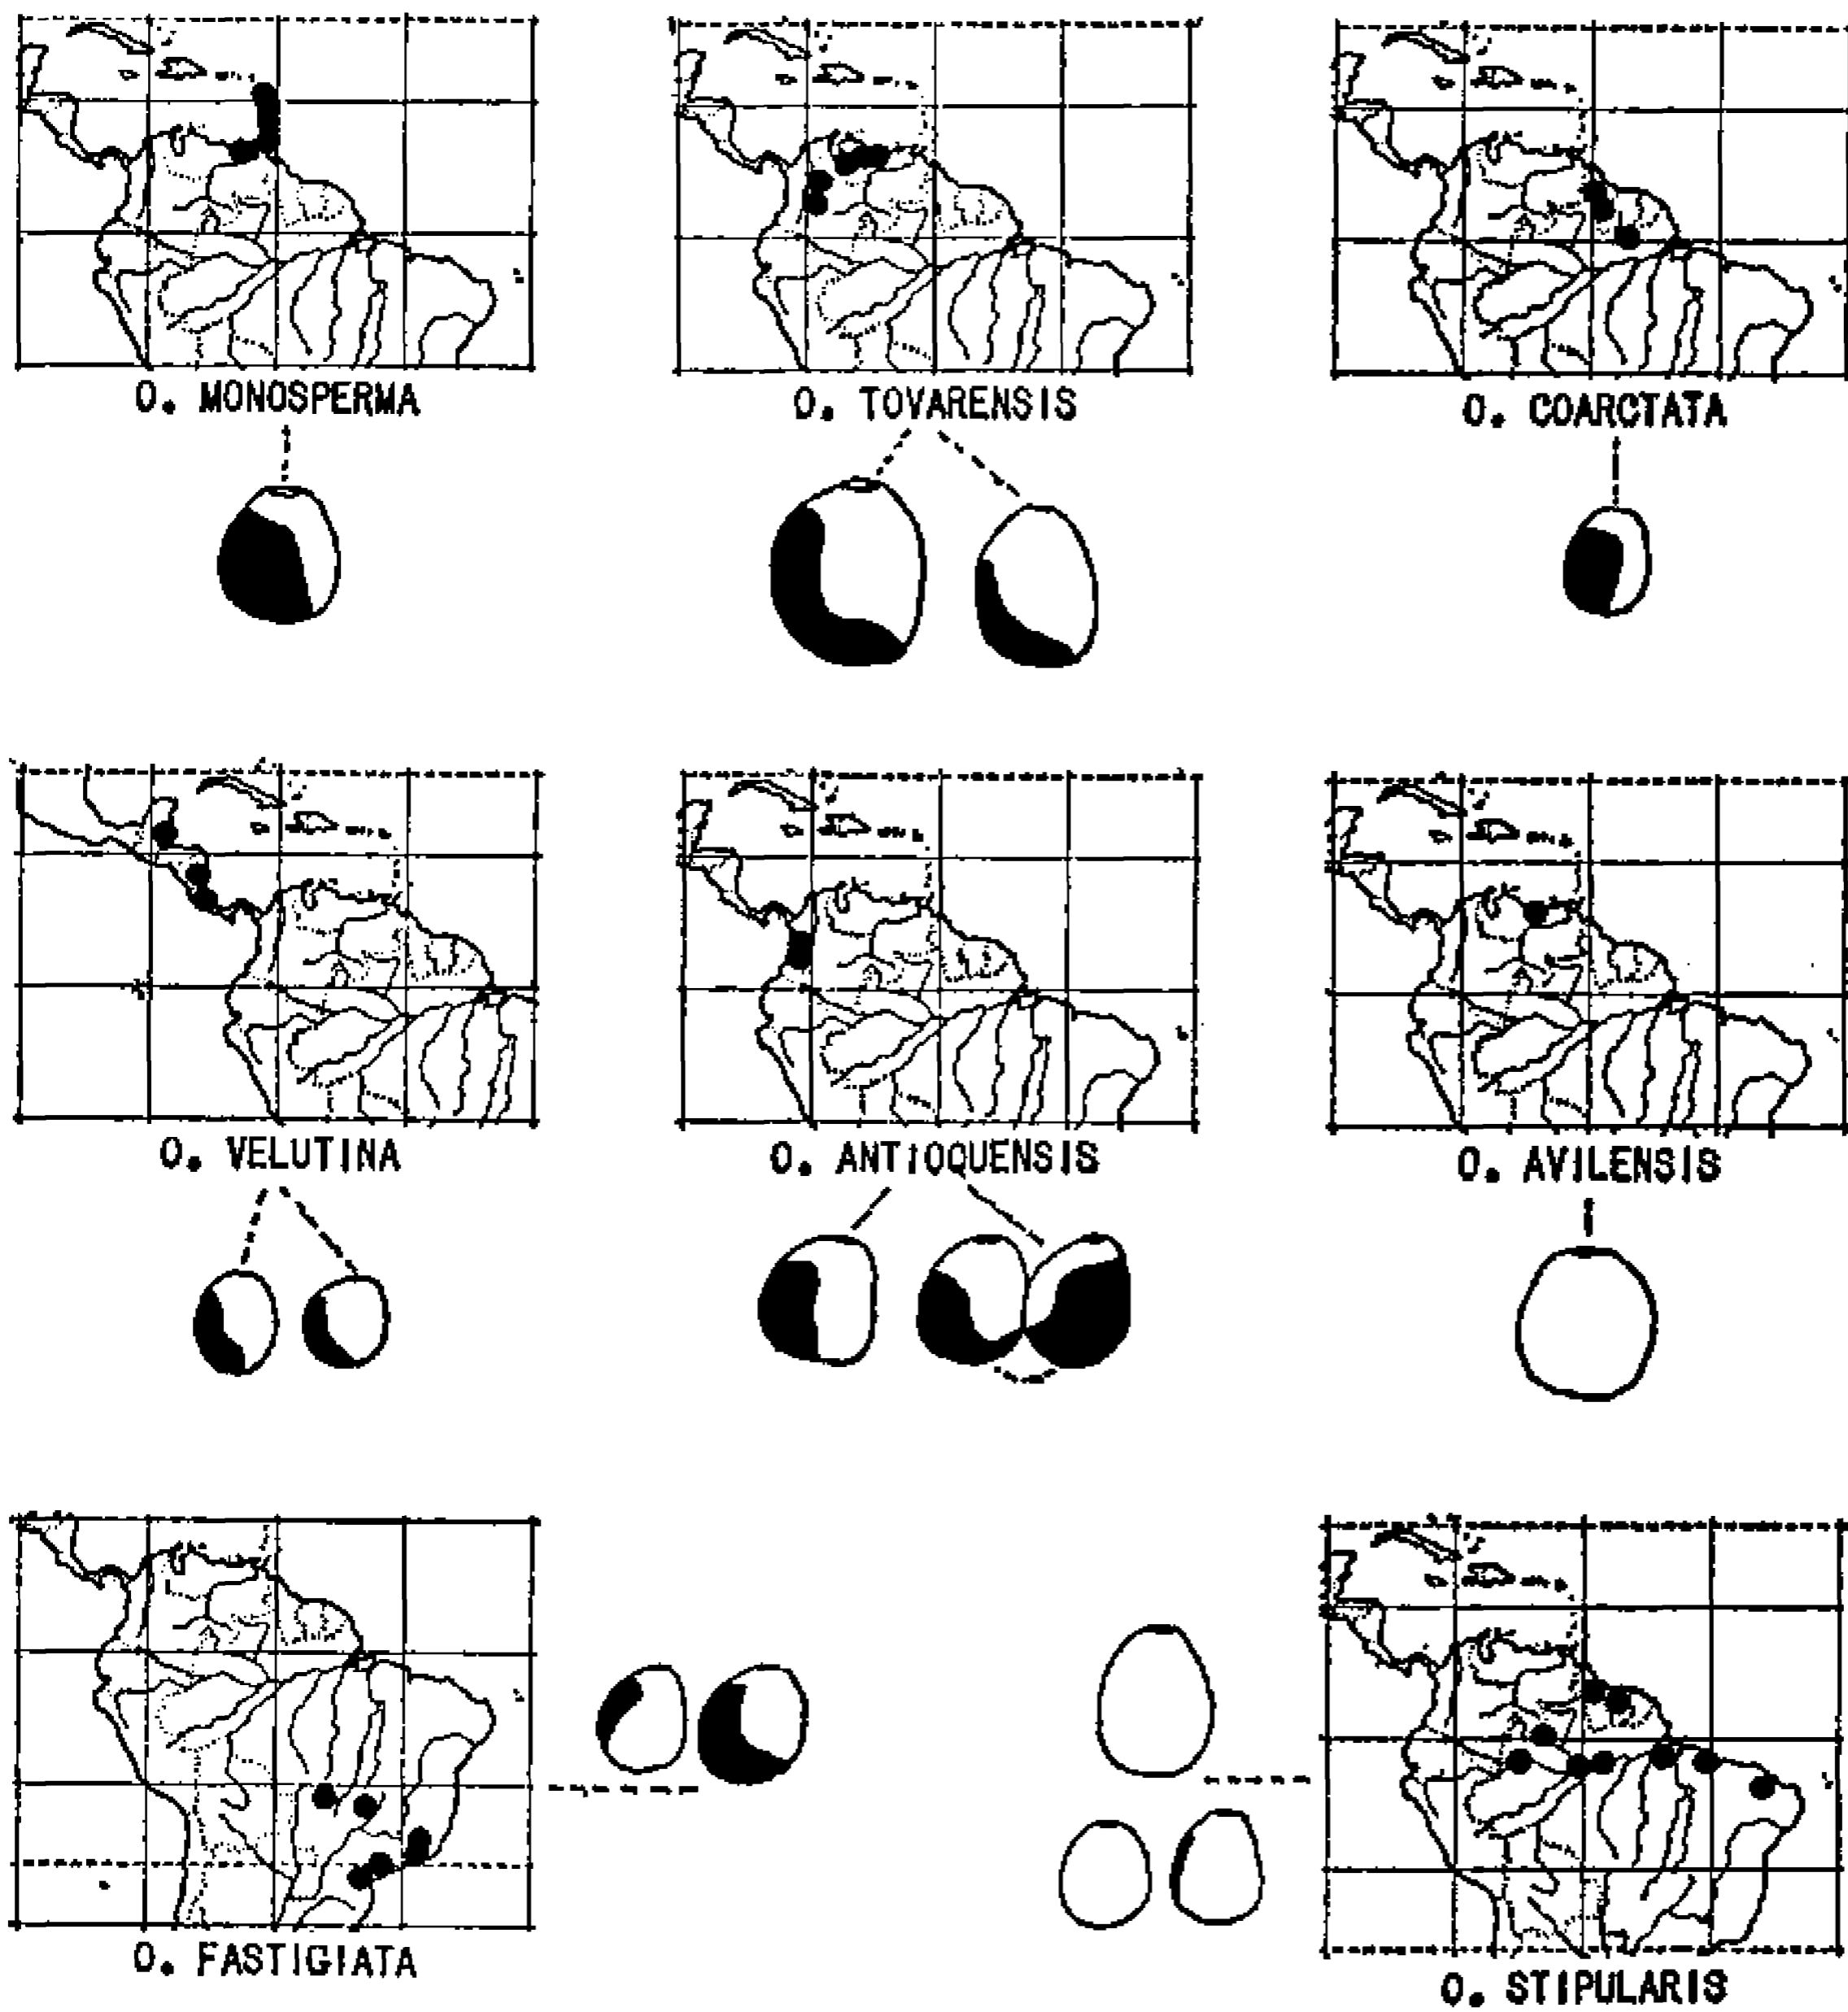 O. MONOSPERMA
O. TOVARENSIS
O. COARCTATA
O. VELUTINA
O. ANTIOQUENSIS
O. AVILENSIS
O. FASTIGIATA
O. STIPULARIS